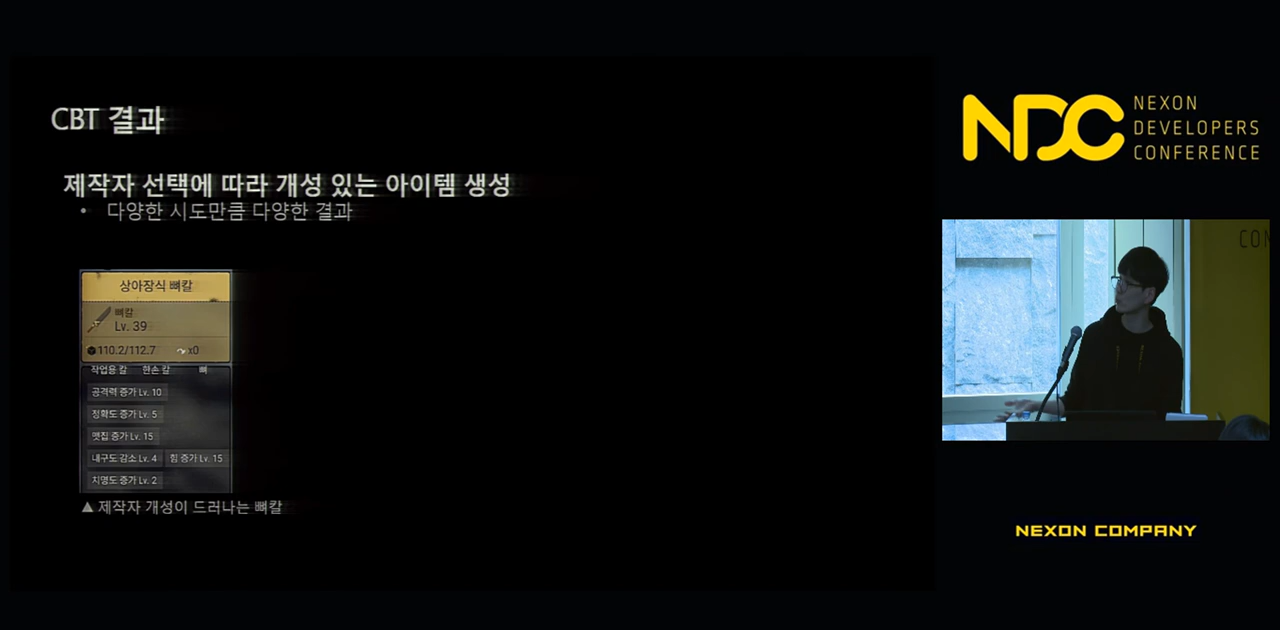 CBT 결과
제작자 선택에 따라 개성 있는 아이템 생성
• 다양한 시도만큼 다양한 결과
상아장식 뼈칼
뼈칼
Lv. 39
110.2/112.7 x0
작업용 칼 한손 칼 뼈
공격력 증가 Lv. 10
정확도 증가 Lv. 5
맷집 증가 Lv. 15
내구도 감소 Lv. 4 힘 증가 Lv. 15
치명도 증가 Lv. 2
▲ 제작자 개성이 드러나는 뼈칼
NDC
NEXON
DEVELOPERS
CONFERENCE
CON
NEXON COMPANY